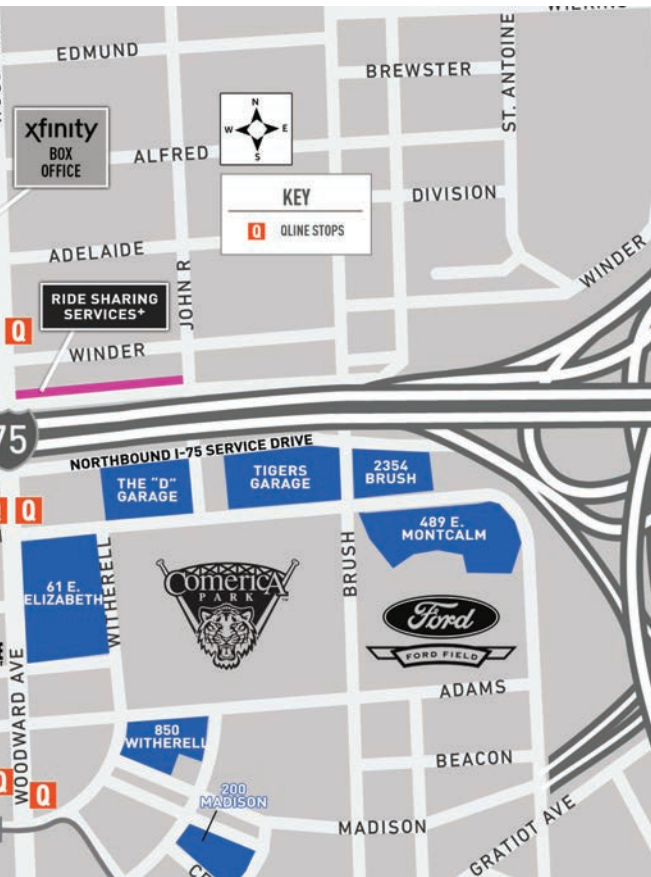 EDMUND
BREWSTER
ST. ANTOINE
N
W
E
S
xfinity
BOX
OFFICE
ALFRED
KEY
Q QLINE STOPS
DIVISION
ADELAIDE
JOHN R
WINDER
RIDE SHARING
SERVICES+
Q
WINDER
75
NORTHBOUND I-75 SERVICE DRIVE
THE "D"
GARAGE
TIGERS
GARAGE
2354
BRUSH
Q
489 E.
MONTCALM
61 E.
ELIZABETH
WITHERELL
COMERICA
PARK
BRUSH
Ford
FORD FIELD
WOODWARD AVE
ADAMS
850
WITHERELL
BEACON
Q
Q
200
MADISON
MADISON
GRATIOT AVE